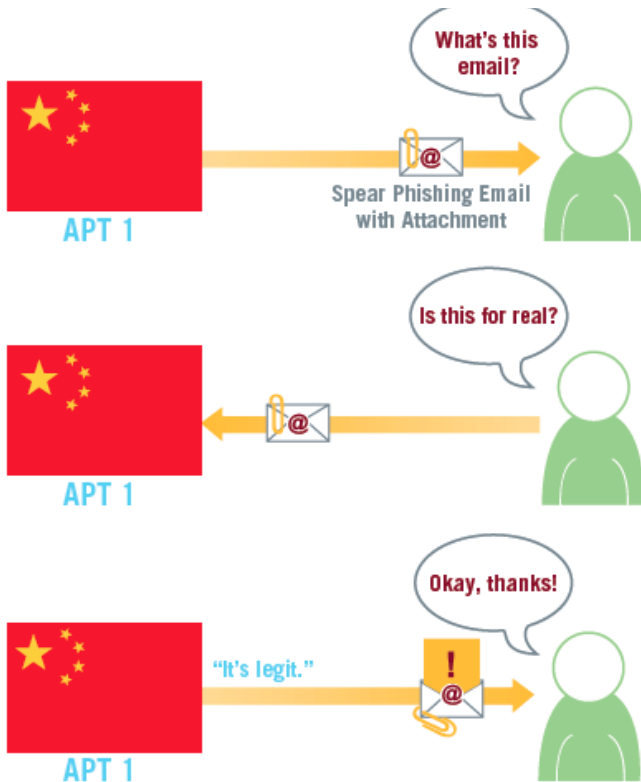 What's this
email?
@
Spear Phishing Email
with Attachment
APT 1
Is this for real?
@
APT 1
Okay, thanks!
"It's legit."
!
@
APT 1